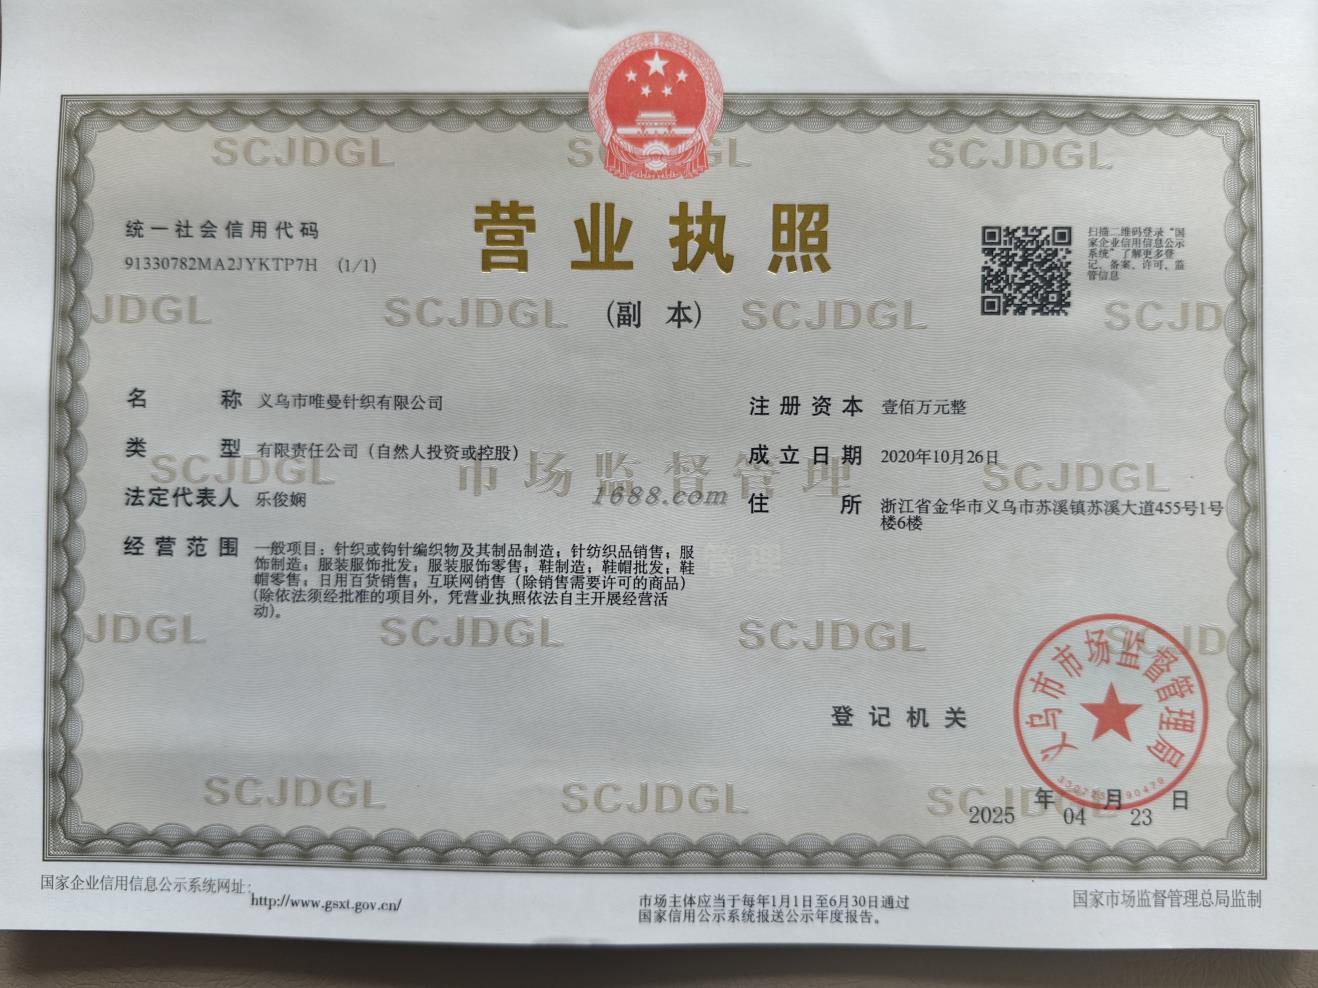 SCJDGL SCJDGL SCJDGL
统一社会信用代码
91330782MA2JYKTP7H (1/1)
营业执照
(副 本)
扫描二维码登录“国
家企业信用信息公示
系统”了解更多登
记、备案、许可、监
管信息
JDGL SCJDGL SCJDGL SCJD
名 称 义乌市唯曼针织有限公司
类 型 有限责任公司（自然人投资或控股）
法定代表人 乐俊娴
经营范围 一般项目：针织或钩针编织物及其制品制造；针纺织品销售；服
饰制造；服装服饰批发；服装服饰零售；鞋制造；鞋帽批发；鞋
帽零售；日用百货销售；互联网销售（除销售需要许可的商品）
(除依法须经批准的项目外，凭营业执照依法自主开展经营活
动)。
注册资本 壹佰万元整
成立日期 2020年10月26日
住 所 浙江省金华市义乌市苏溪镇苏溪大道455号1号
楼6楼
SCJDGL 市场监督管理 SCJDGL
1688.com
管理
JDGL SCJDGL SCJDGL SCJD
登记机关
义乌市市场监督管理局
2025 年 04 月 23 日
SCJDGL SCJDGL SCJDGL
国家企业信用信息公示系统网址：
http://www.gsxt.gov.cn/
市场主体应当于每年1月1日至6月30日通过
国家信用公示系统报送公示年度报告。
国家市场监督管理总局监制